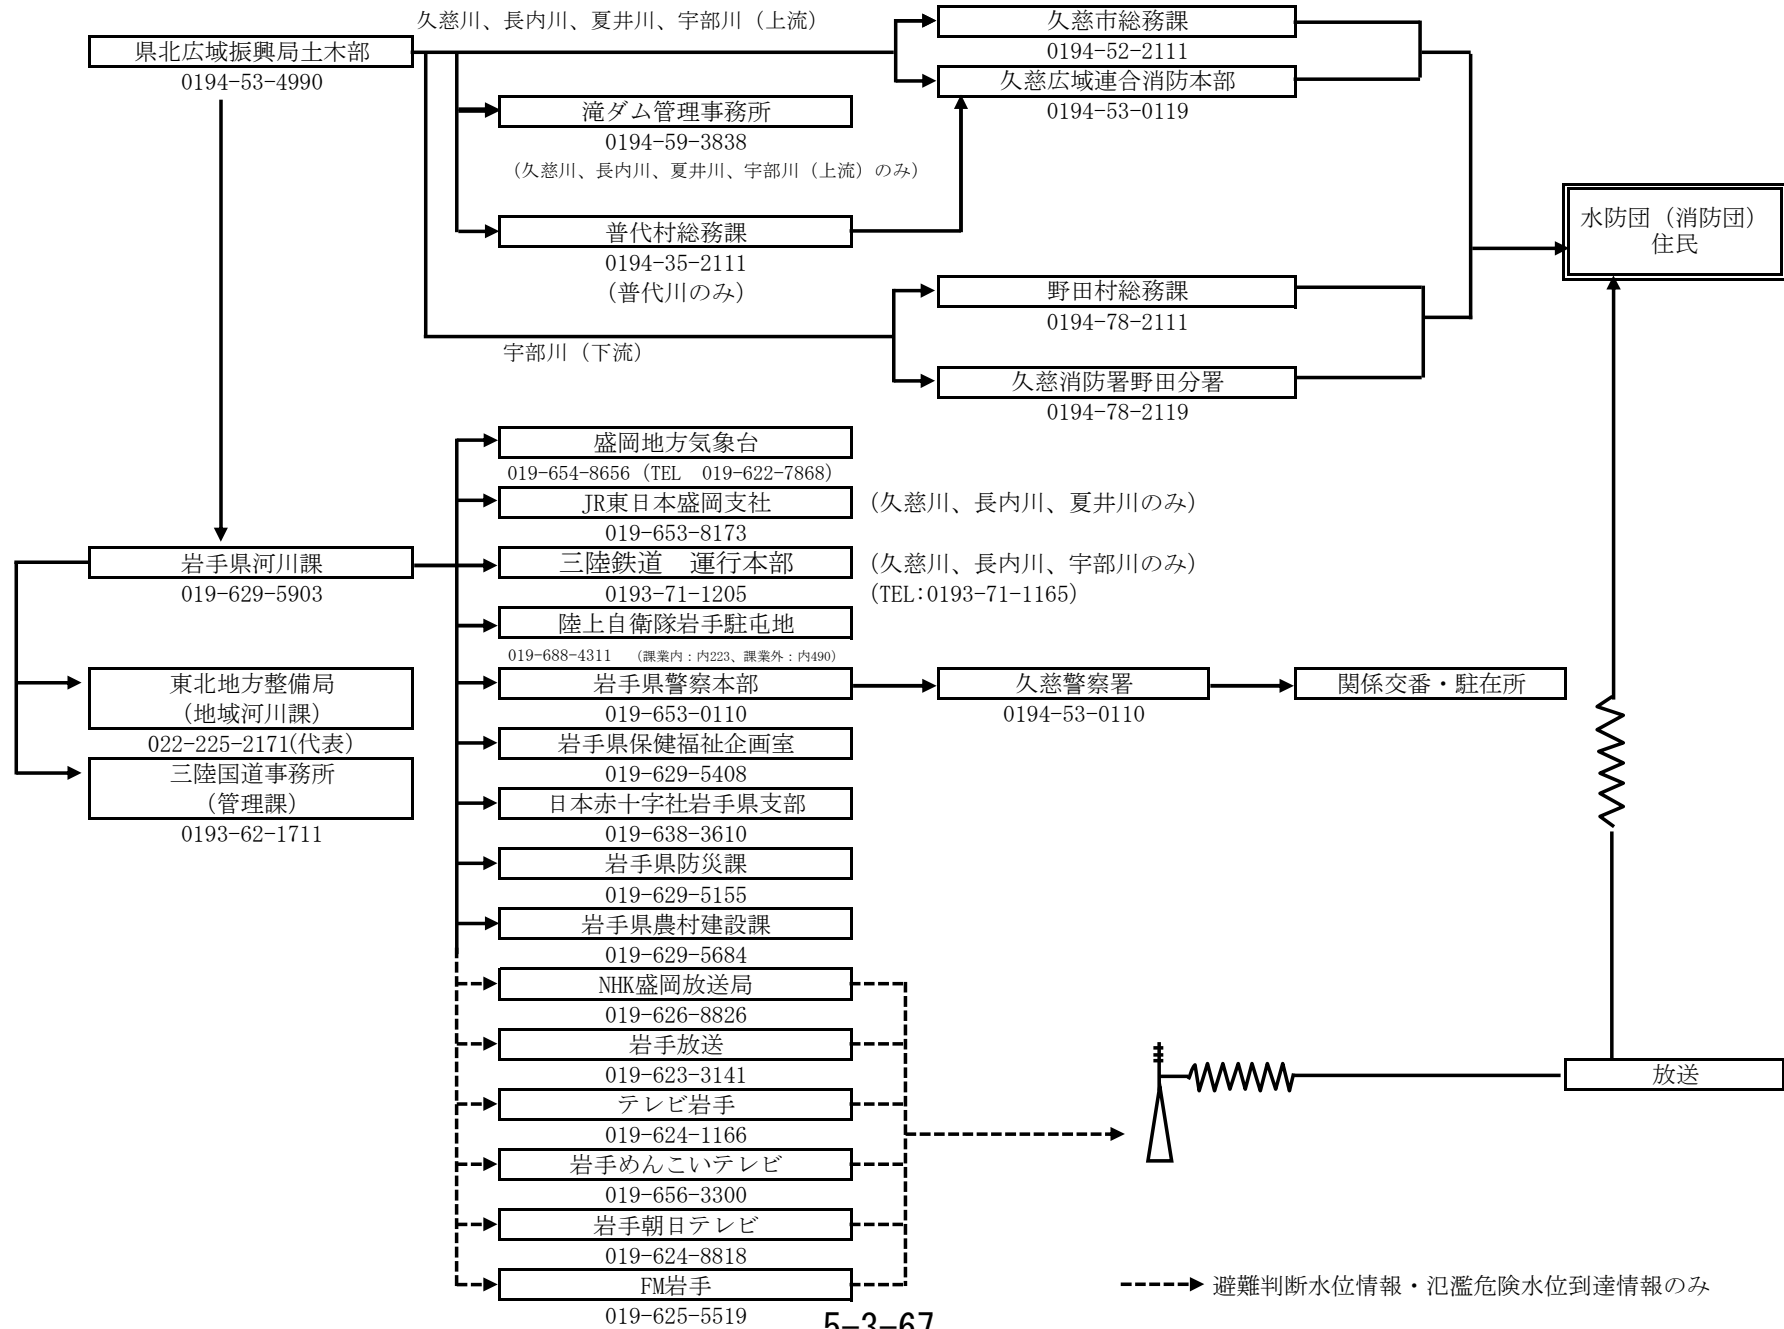 久慈川、長内川、夏井川、宇部川（上流）
県北広域振興局土木部
0194-53-4990
久慈市総務課
0194-52-2111
久慈広域連合消防本部
0194-53-0119
滝ダム管理事務所
0194-59-3838
（久慈川、長内川、夏井川、宇部川（上流）のみ）
普代村総務課
0194-35-2111
（普代川のみ）
水防団（消防団）
住民
野田村総務課
0194-78-2111
宇部川（下流）
久慈消防署野田分署
0194-78-2119
盛岡地方気象台
019-654-8656（TEL　019-622-7868）
JR東日本盛岡支社
（久慈川、長内川、夏井川のみ）
019-653-8173
岩手県河川課
019-629-5903
三陸鉄道　運行本部
（久慈川、長内川、宇部川のみ）
0193-71-1205
（TEL:0193-71-1165）
陸上自衛隊岩手駐屯地
019-688-4311　（課業内：内223、課業外：内490）
東北地方整備局
（地域河川課）
022-225-2171(代表)
三陸国道事務所
（管理課）
0193-62-1711
岩手県警察本部
019-653-0110
久慈警察署
0194-53-0110
関係交番・駐在所
岩手県保健福祉企画室
019-629-5408
日本赤十字社岩手県支部
019-638-3610
岩手県防災課
019-629-5155
岩手県農村建設課
019-629-5684
NHK盛岡放送局
019-626-8826
岩手放送
019-623-3141
テレビ岩手
019-624-1166
岩手めんこいテレビ
019-656-3300
岩手朝日テレビ
019-624-8818
FM岩手
019-625-5519
放送
避難判断水位情報・氾濫危険水位到達情報のみ
5-3-67